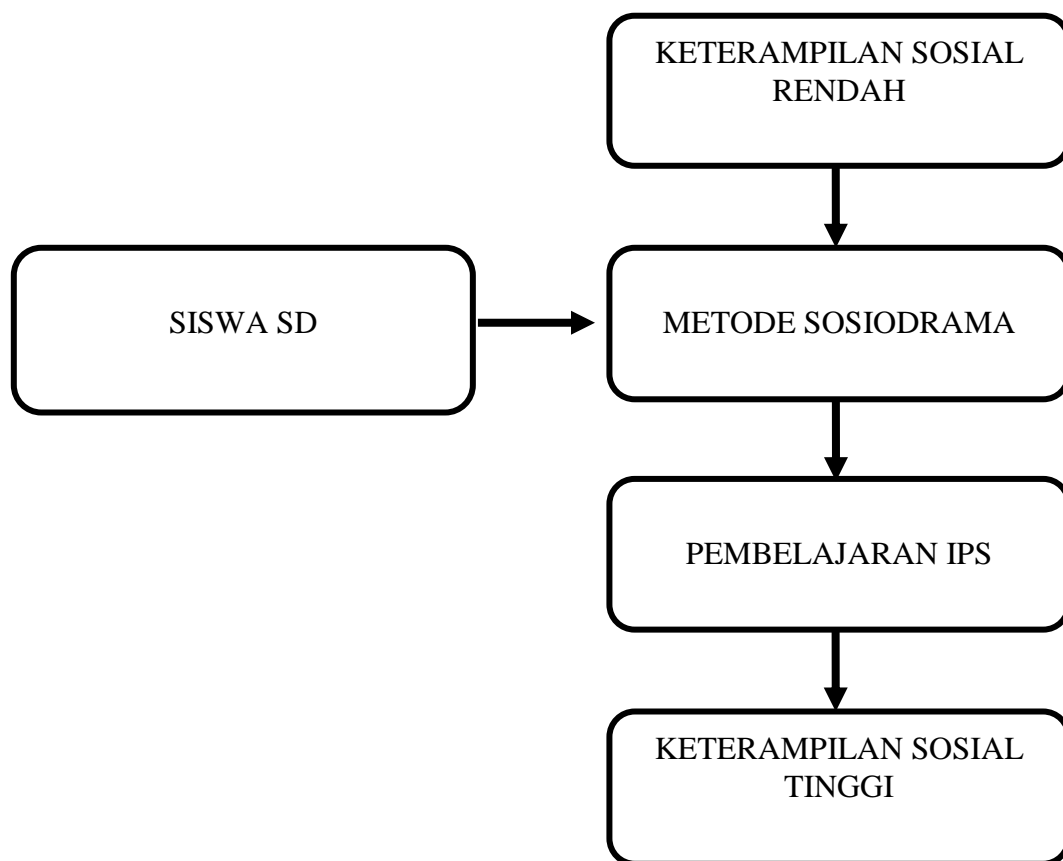 KETERAMPILAN SOSIAL
RENDAH
SISWA SD
METODE SOSIODRAMA
PEMBELAJARAN IPS
KETERAMPILAN SOSIAL
TINGGI